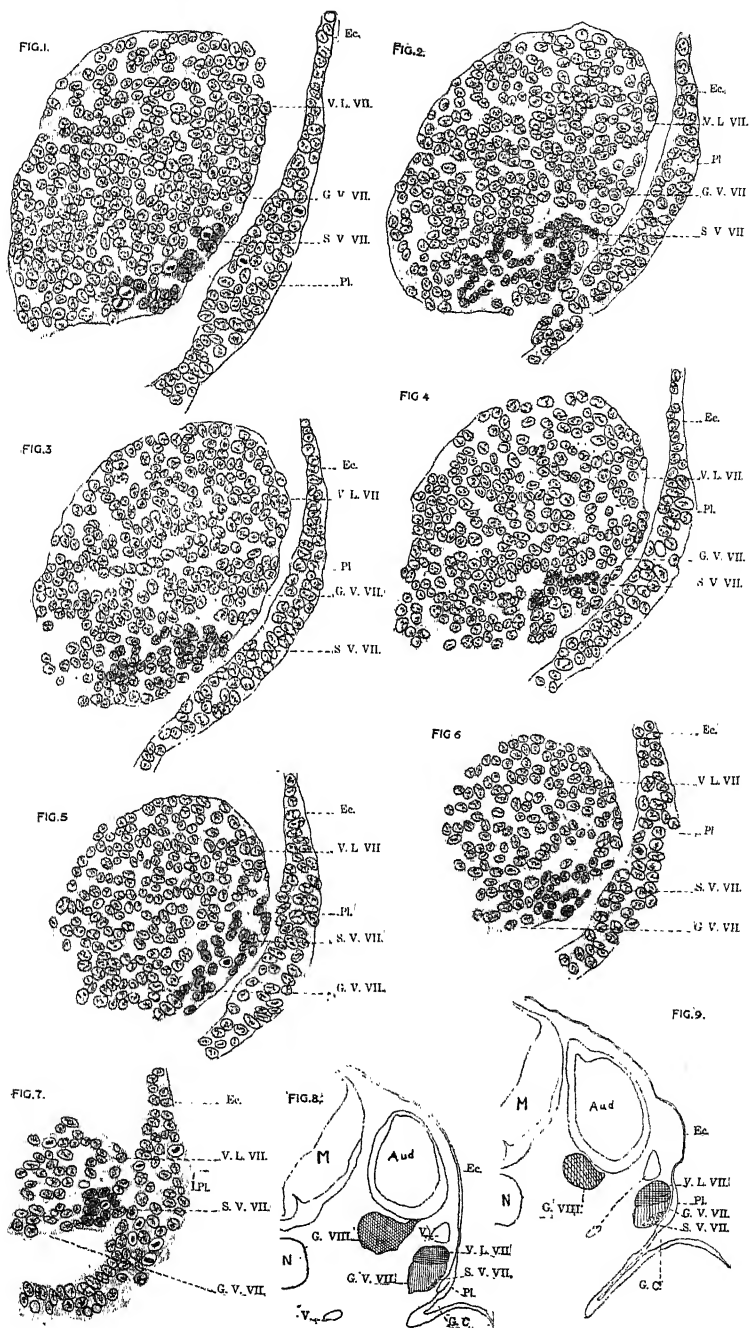 FIG.1.
Ec.
V. L. VII.
G V. VII.
S V. VII.
Pl.
FIG.2.
Ec.
V. L VII.
Pl
G. V. VII
S V VII
FIG.3
Ec.
V L. VII
Pl
G. V. VII.
S V. VII.
FIG 4
Ec.
V. L. VII.
Pl.
G. V. VII.
S V. VII.
FIG.5
Ec.
V. L VII
Pl.
S. V. VII.
G. V. VII.
FIG 6
Ec.
V L. VII
Pl
S. V. VII.
G V. VII.
FIG.7.
Ec.
V. L. VII.
Pl.
S. V. VII.
G. V. VII.
FIG.8.
M
Aud
Ec.
G. VIII.
V.
N
V. L. VII.
G. V. VII.
S. V. VII.
Pl.
V.
G. C.
FIG.9.
M
Aud
Ec.
N
G. VIII.
V. L. VII.
Pl.
G. V. VII.
S. V. VII.
G. C.